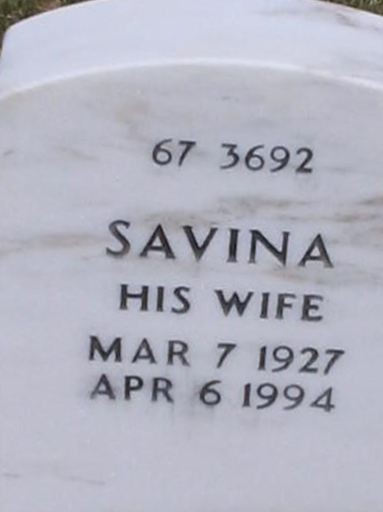 67 3692
SAVINA
HIS WIFE
MAR 7 1927
APR 6 1994